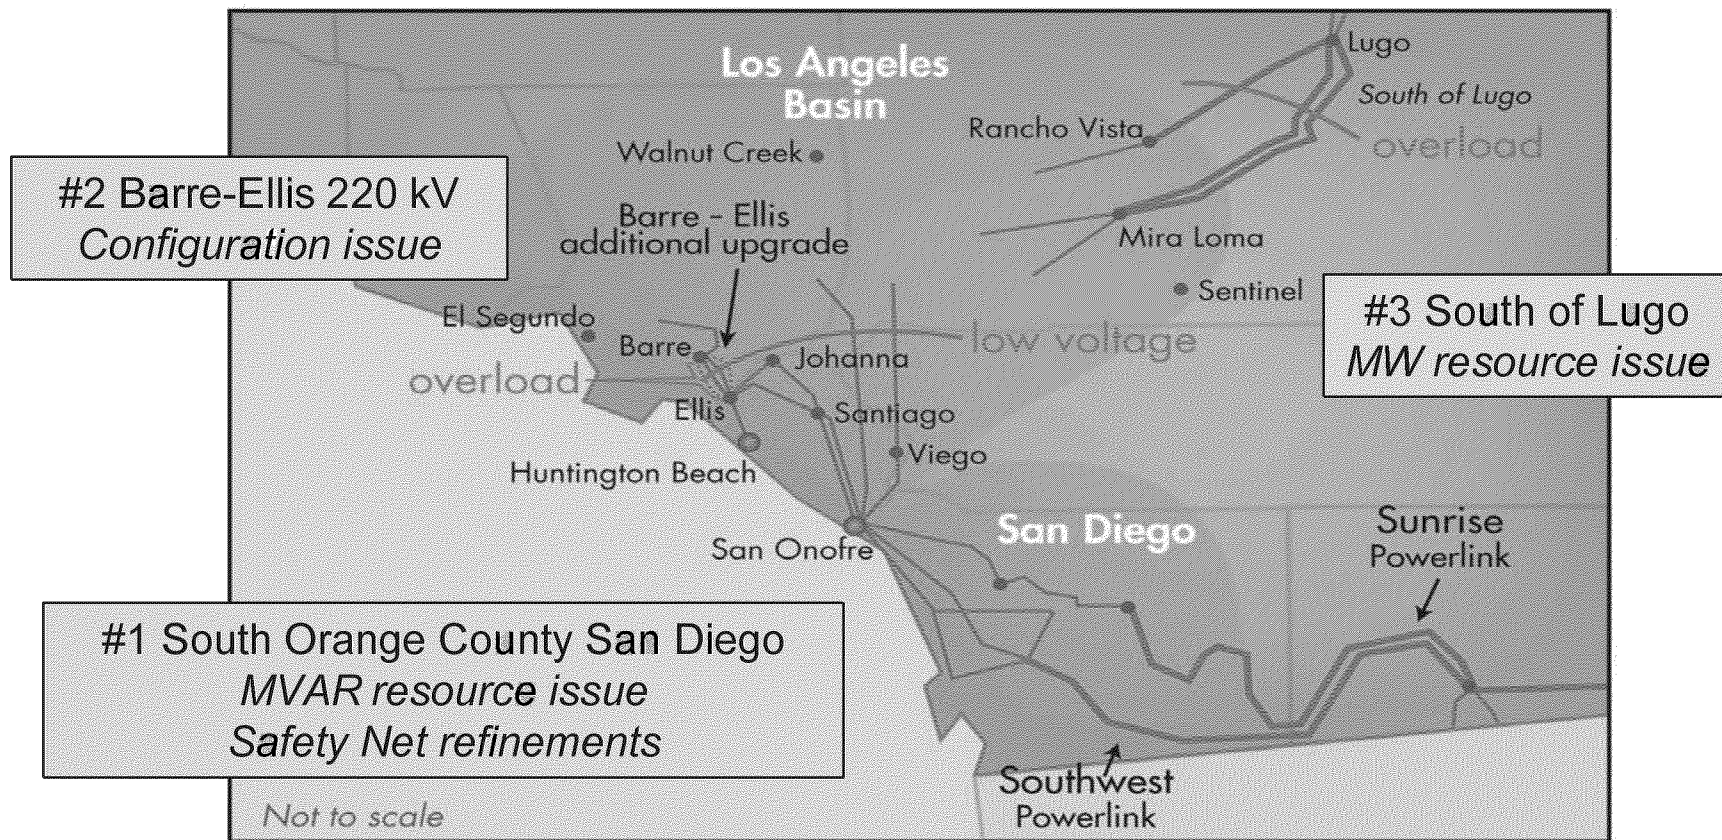 Los Angeles
Basin
Lugo
South of Lugo
overload
Rancho Vista
Walnut Creek
#2 Barre-Ellis 220 kV
Configuration issue
Barre – Ellis
additional upgrade
Mira Loma
Sentinel
#3 South of Lugo
MW resource issue
El Segundo
Barre
low voltage
Johanna
overload
Ellis
Santiago
Viego
Huntington Beach
San Onofre
San Diego
Sunrise
Powerlink
#1 South Orange County San Diego
MVAR resource issue
Safety Net refinements
Southwest
Powerlink
Not to scale